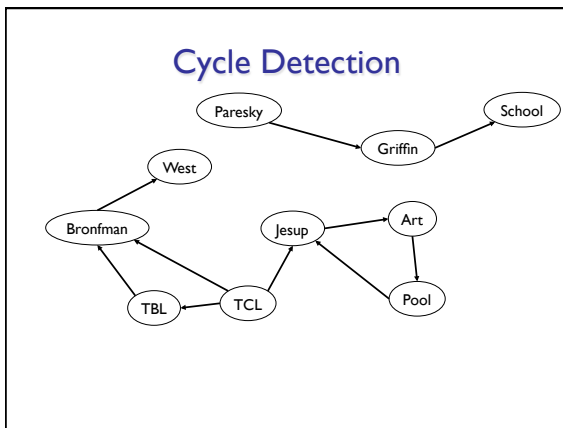 Cycle Detection
Paresky
School
Griffin
West
Bronfman
Jesup
Art
TBL
TCL
Pool